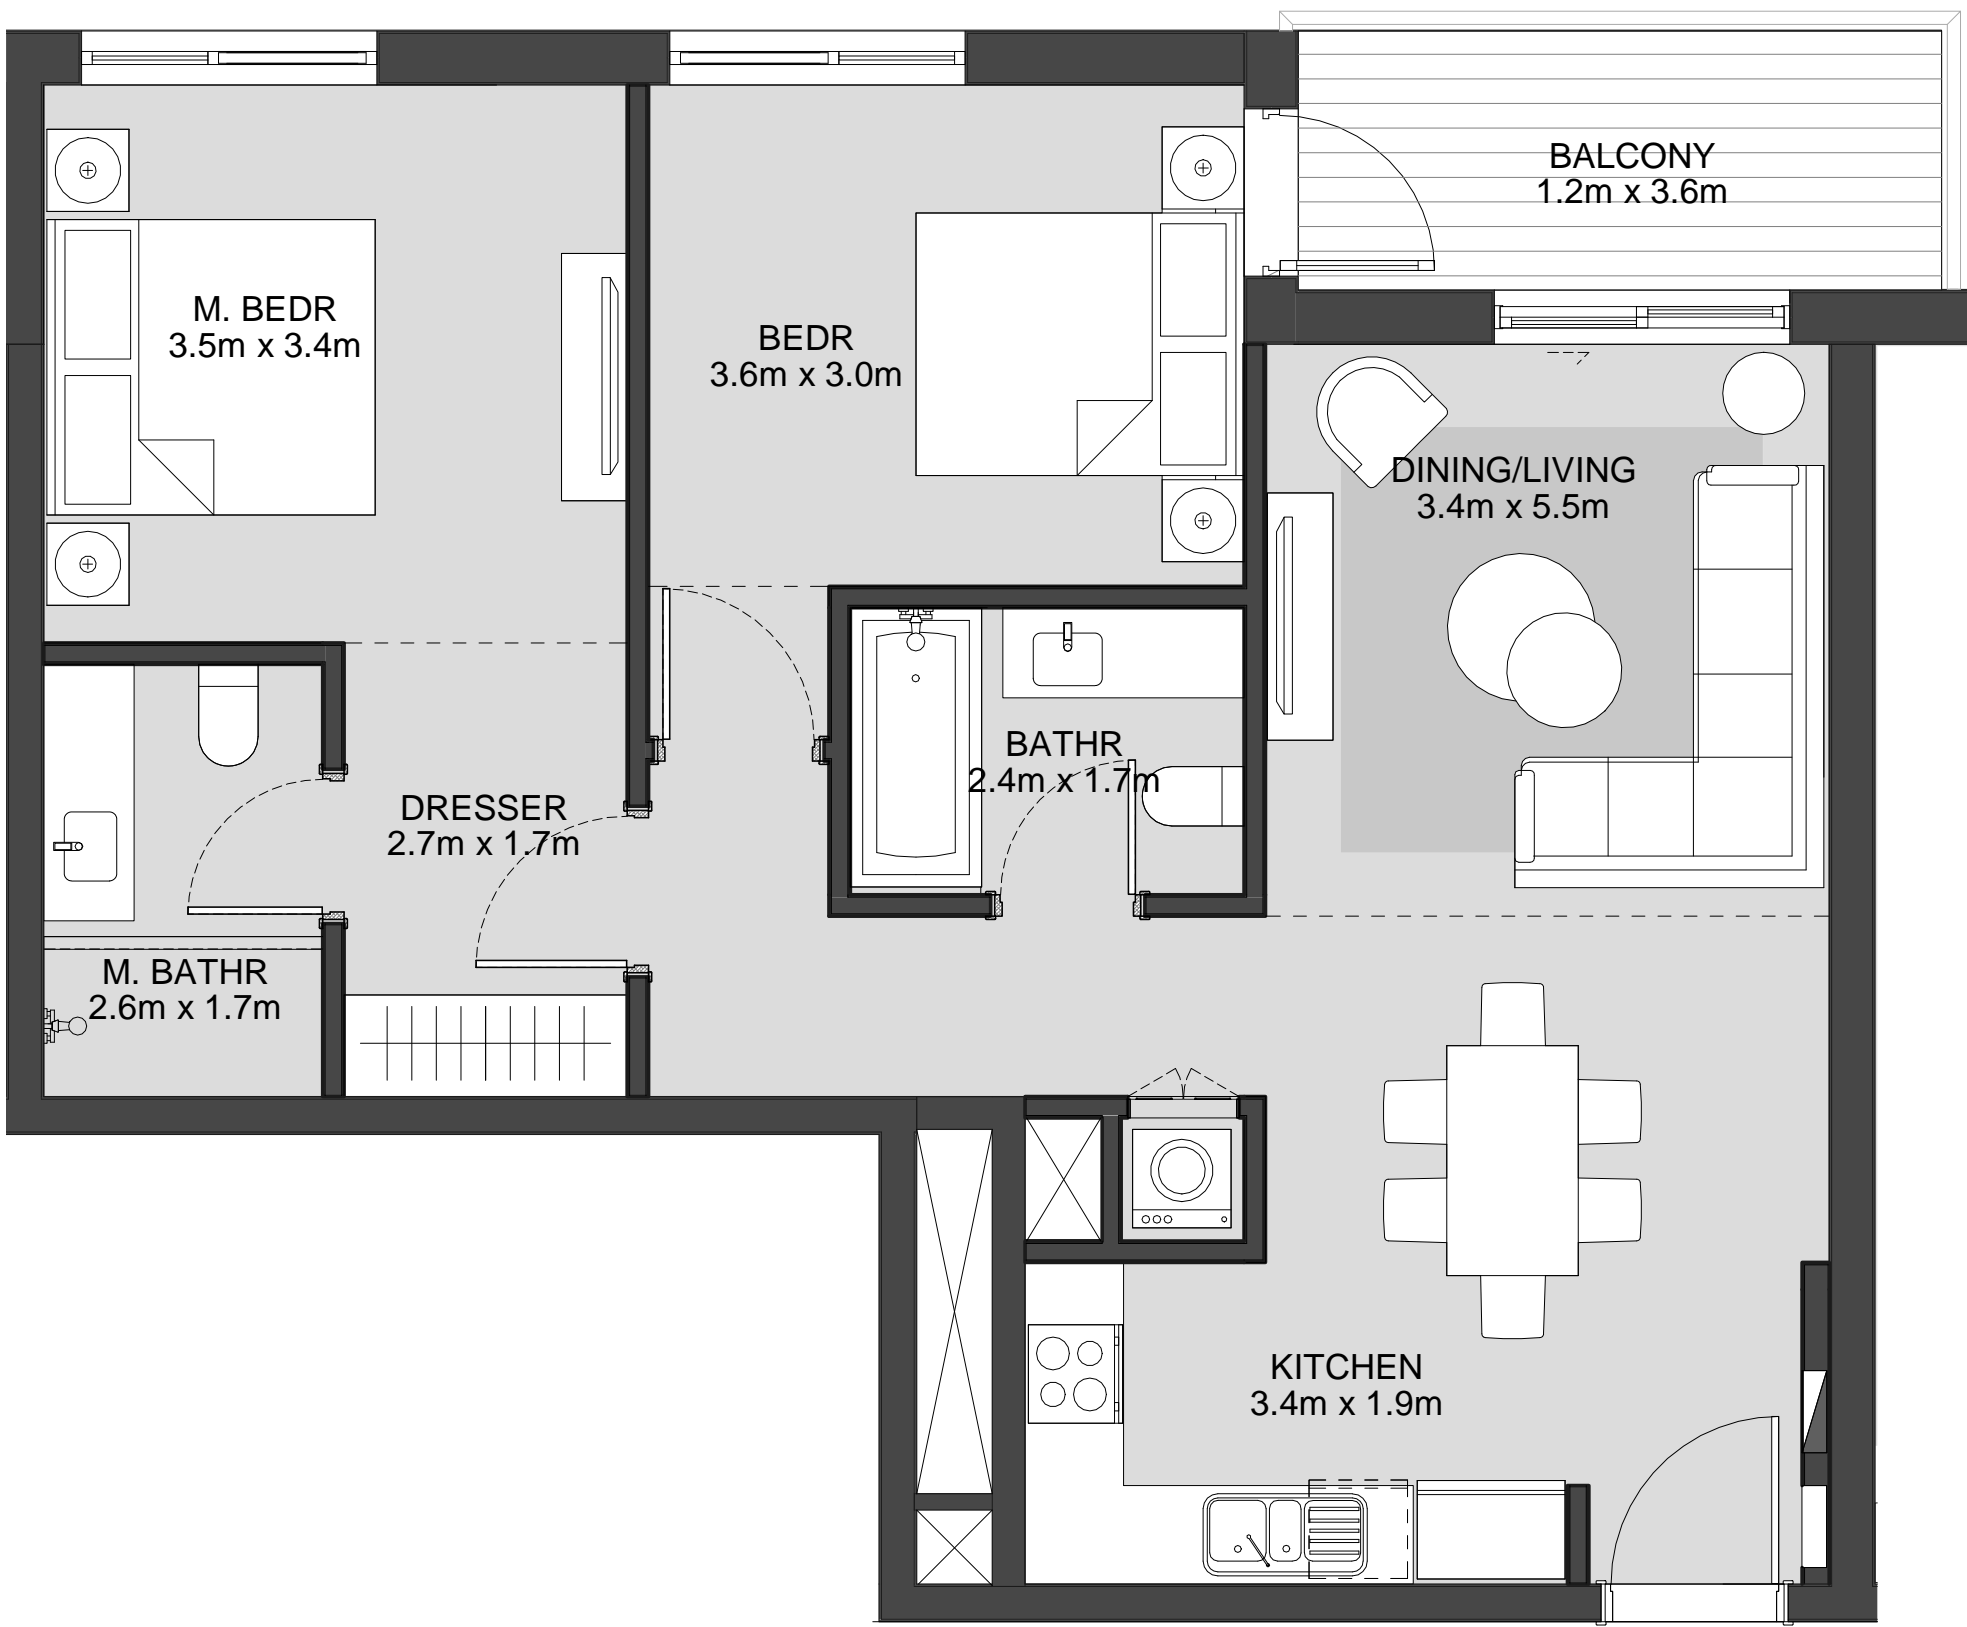 BALCONY
1.2m x 3.6m
M. BEDR
3.5m x 3.4m
BEDR
3.6m x 3.0m
DINING/LIVING
3.4m x 5.5m
BATHR
2.4m x 1.7m
DRESSER
2.7m x 1.7m
M. BATHR
2.6m x 1.7m
KITCHEN
3.4m x 1.9m